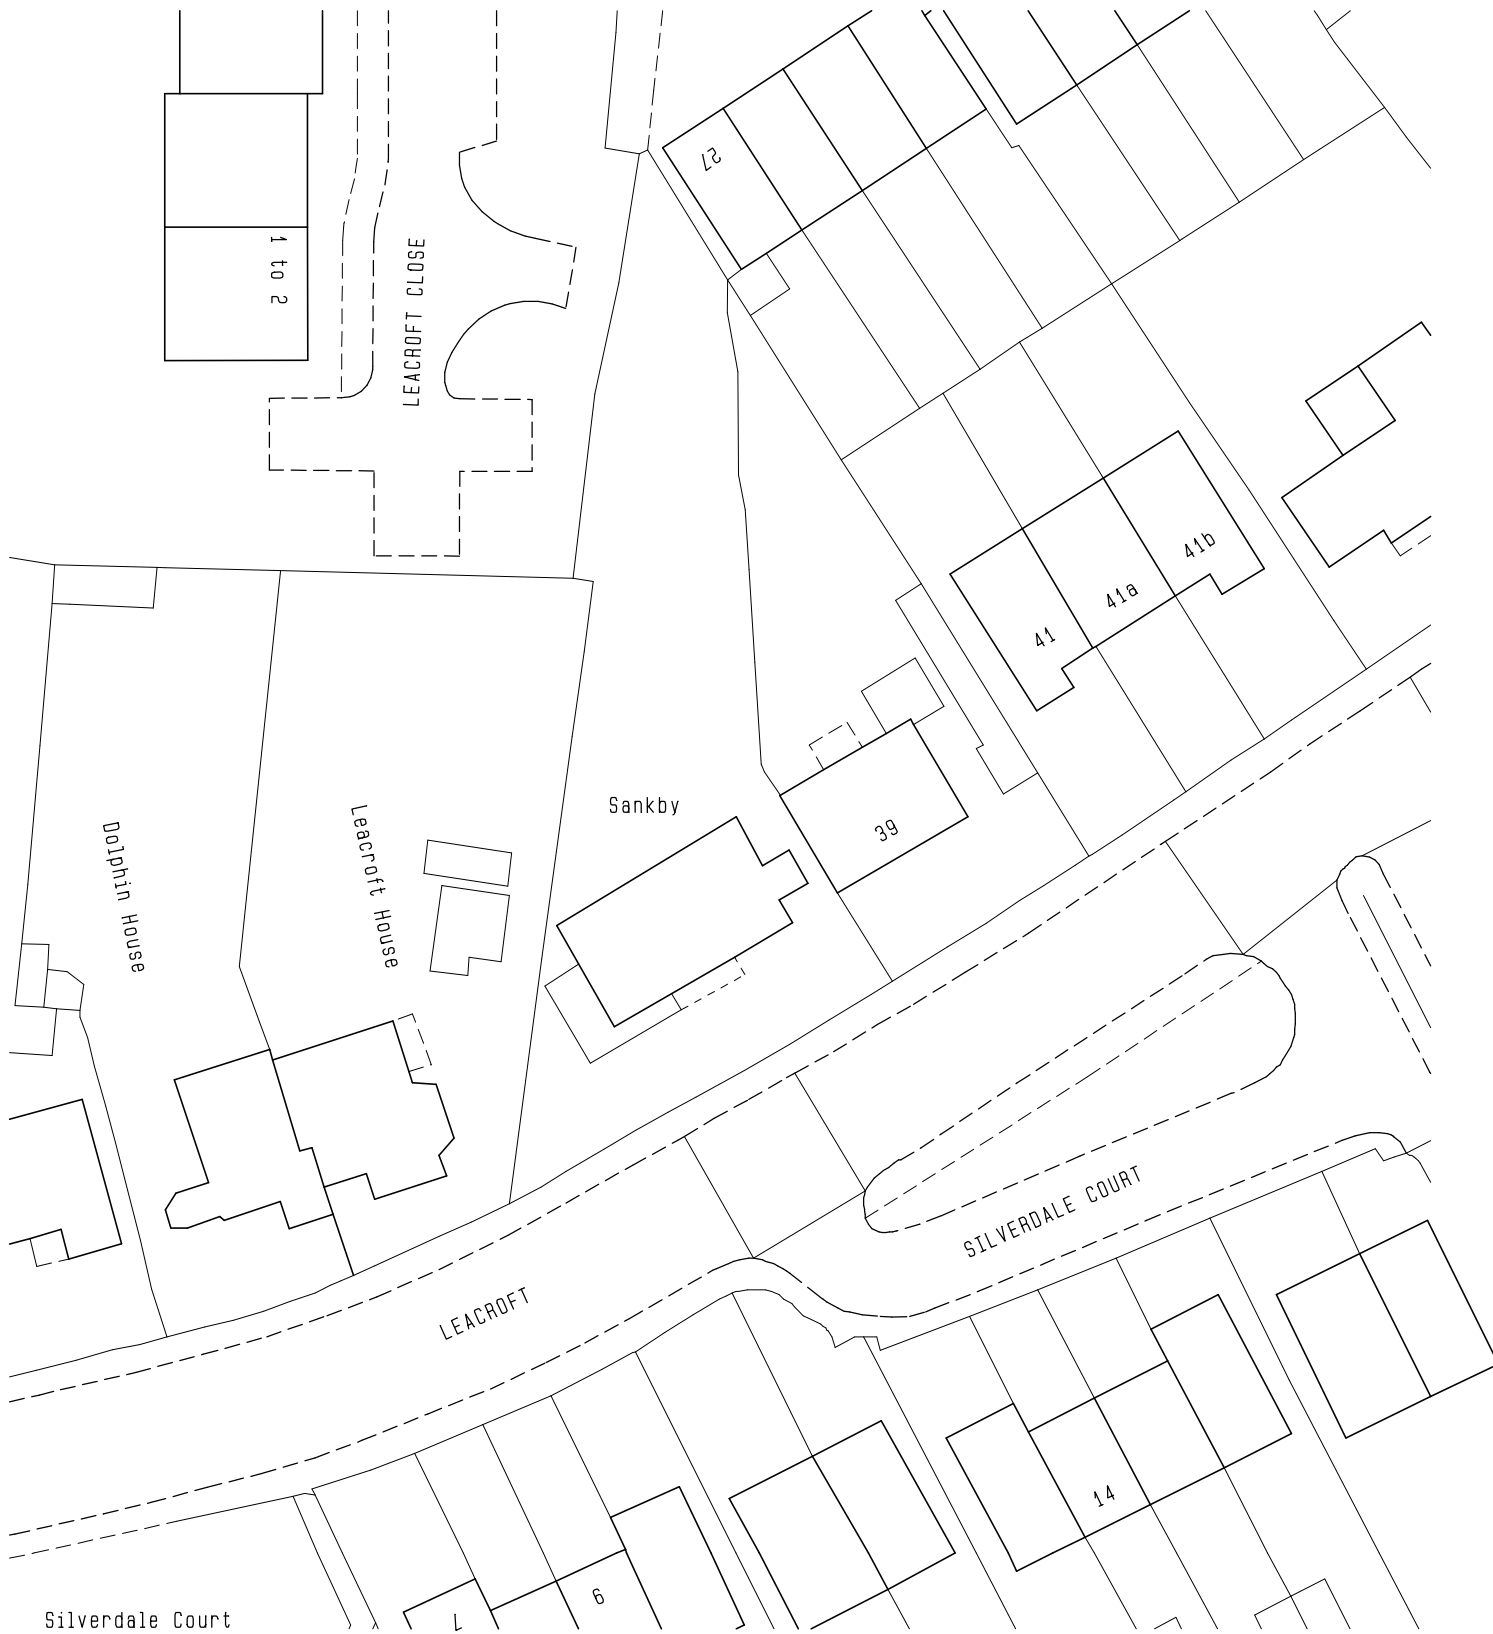 27
1 to 2
LEACROFT CLOSE
41b
41a
41
Sankby
39
Dolphin House
Leacroft House
SILVERDALE COURT
LEACROFT
14
9
Silverdale Court